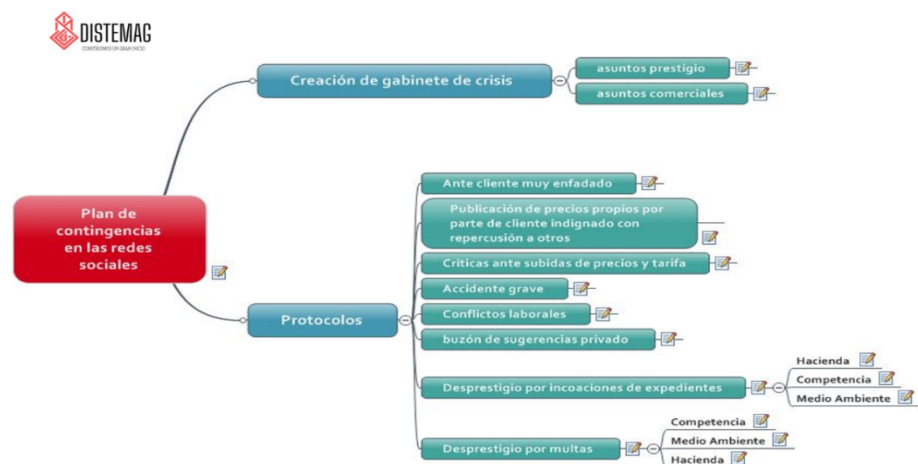 DISTEMAG
CONSTRUIMOS UN GRAN INICIO
Creación de gabinete de crisis
asuntos prestigio
asuntos comerciales
Plan de
contingencias
en las redes
sociales
Protocolos
Ante cliente muy enfadado
Publicación de precios propios por
parte de cliente indignado con
repercusión a otros
Críticas ante subidas de precios y tarifa
Accidente grave
Conflictos laborales
buzón de sugerencias privado
Desprestigio por incoaciones de expedientes
Hacienda
Competencia
Medio Ambiente
Desprestigio por multas
Competencia
Medio Ambiente
Hacienda